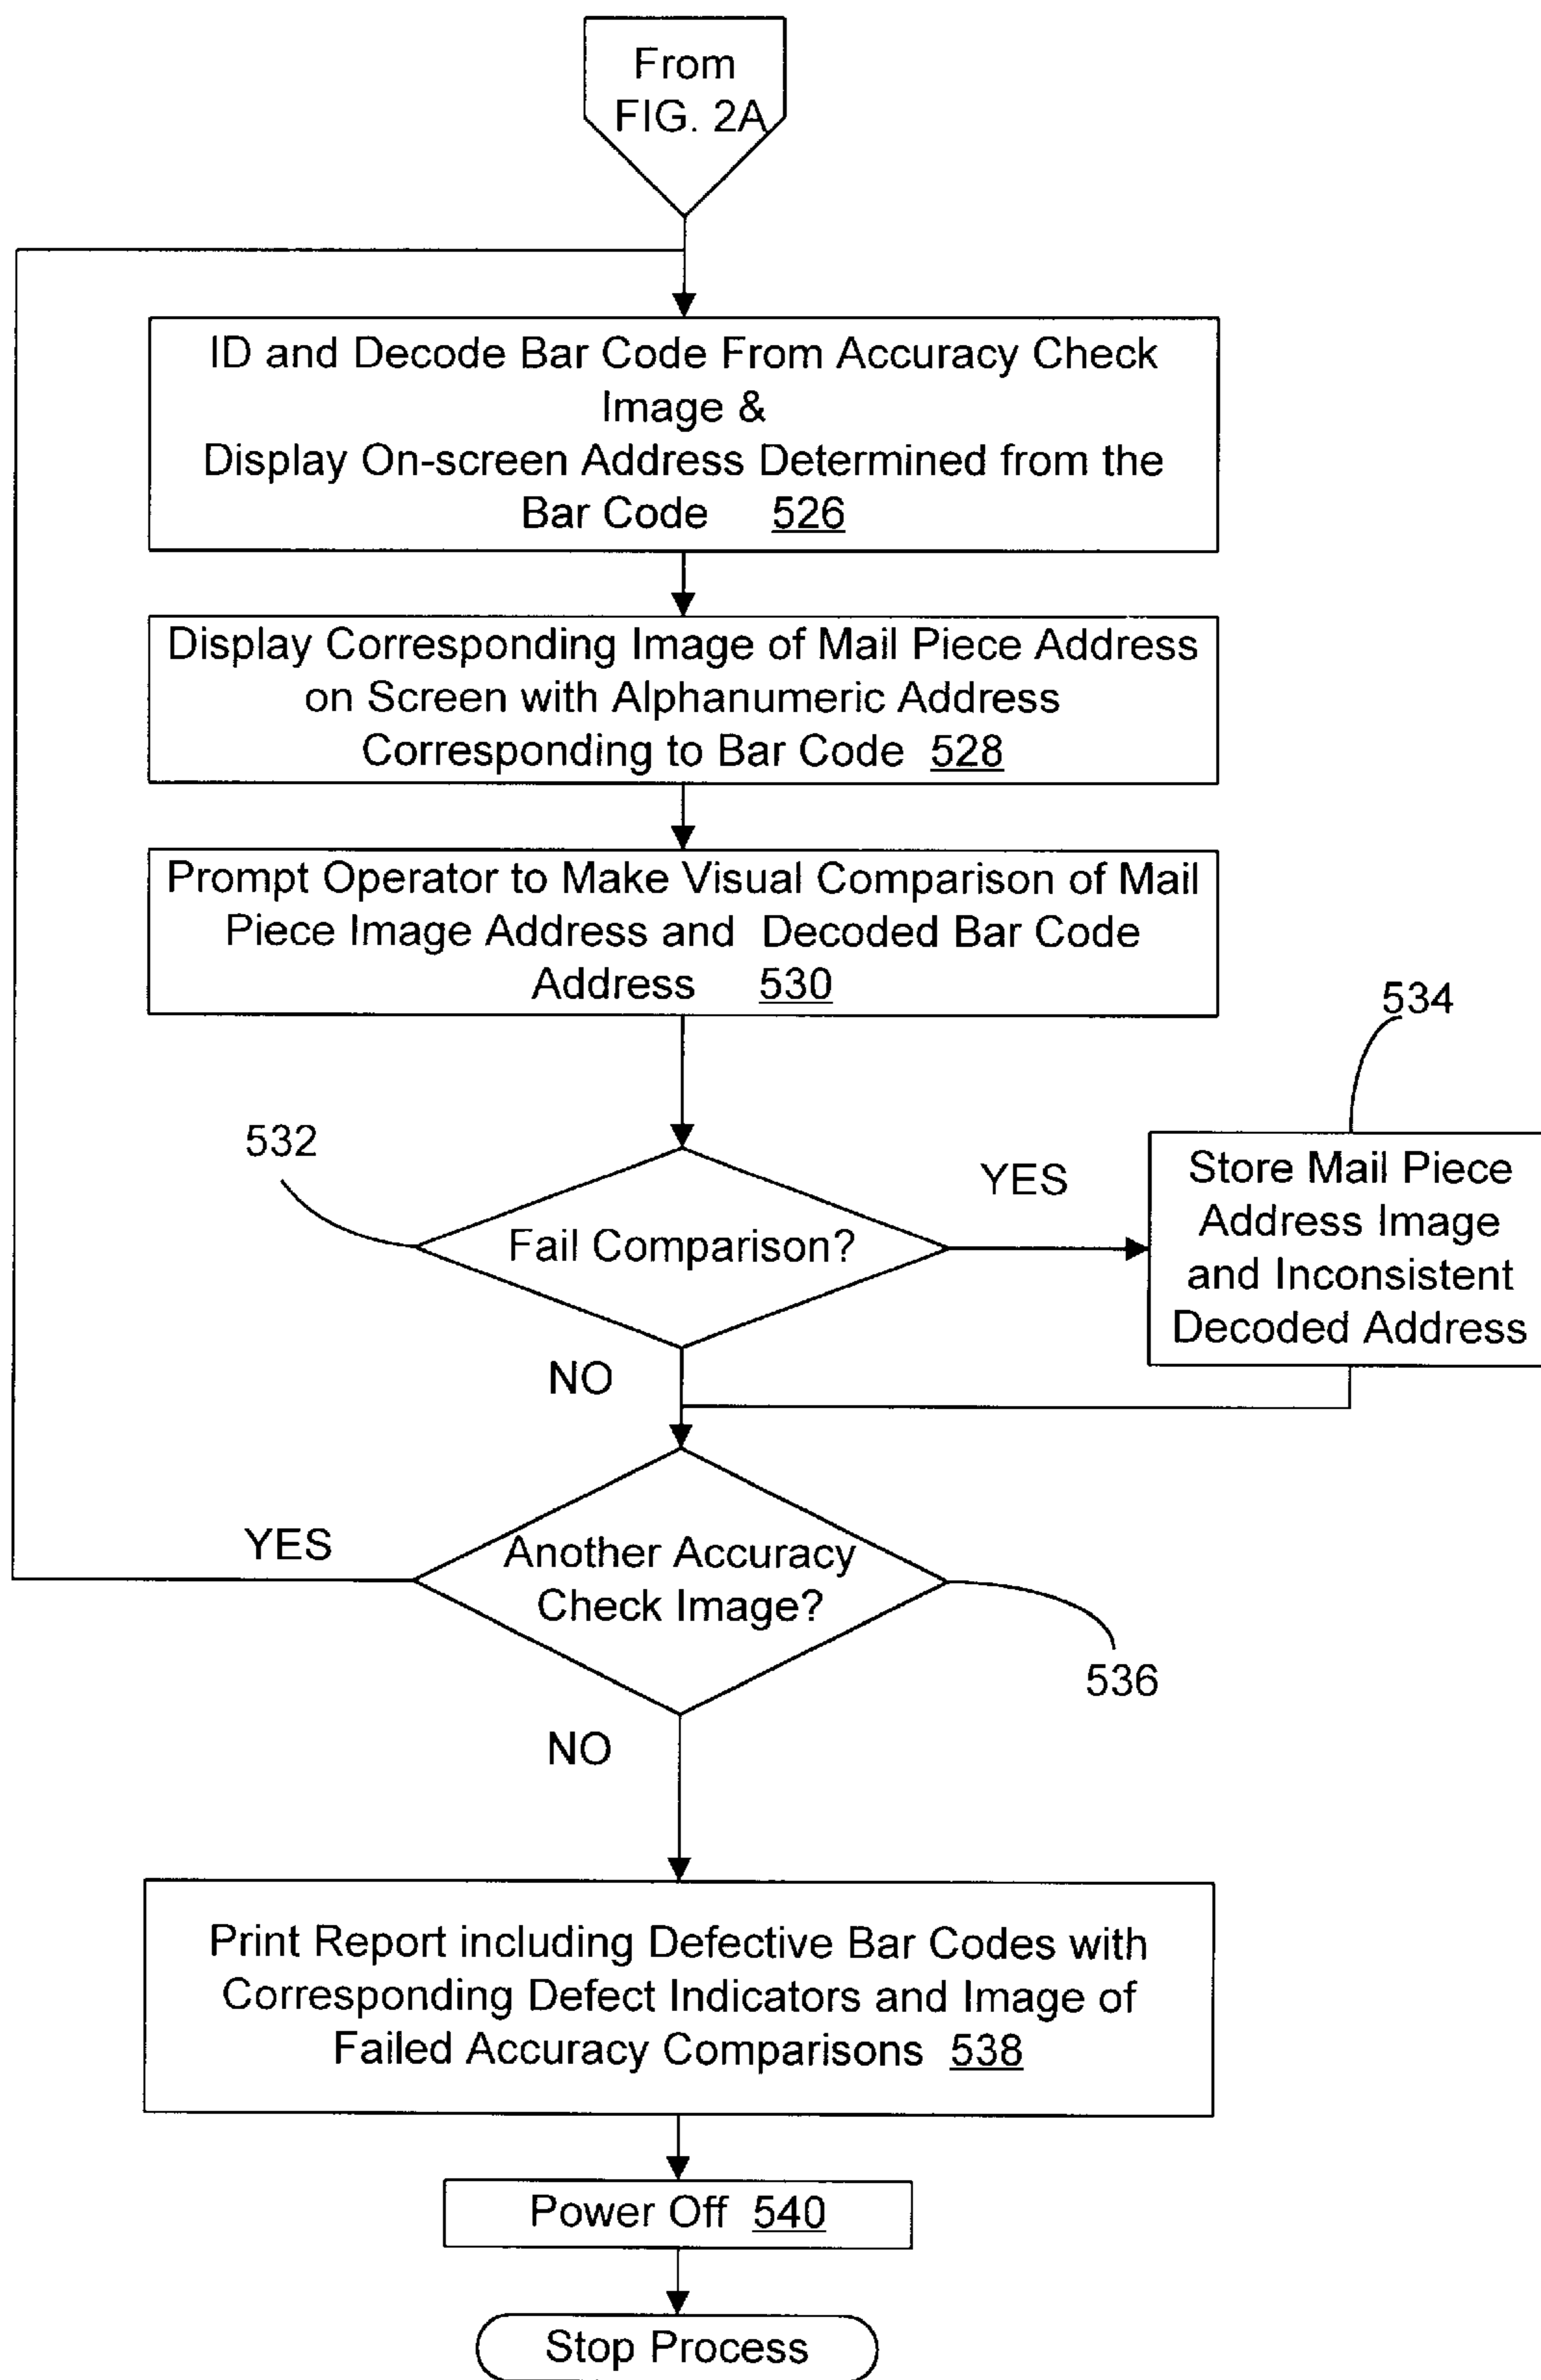 From
FIG. 2A
ID and Decode Bar Code From Accuracy Check
Image &
Display On-screen Address Determined from the
Bar Code 526
Display Corresponding Image of Mail Piece Address
on Screen with Alphanumeric Address
Corresponding to Bar Code 528
Prompt Operator to Make Visual Comparison of Mail
Piece Image Address and Decoded Bar Code
Address 530
534
532
YES
Fail Comparison?
Store Mail Piece
Address Image
and Inconsistent
Decoded Address
NO
YES
Another Accuracy
Check Image?
536
NO
Print Report including Defective Bar Codes with
Corresponding Defect Indicators and Image of
Failed Accuracy Comparisons 538
Power Off 540
Stop Process